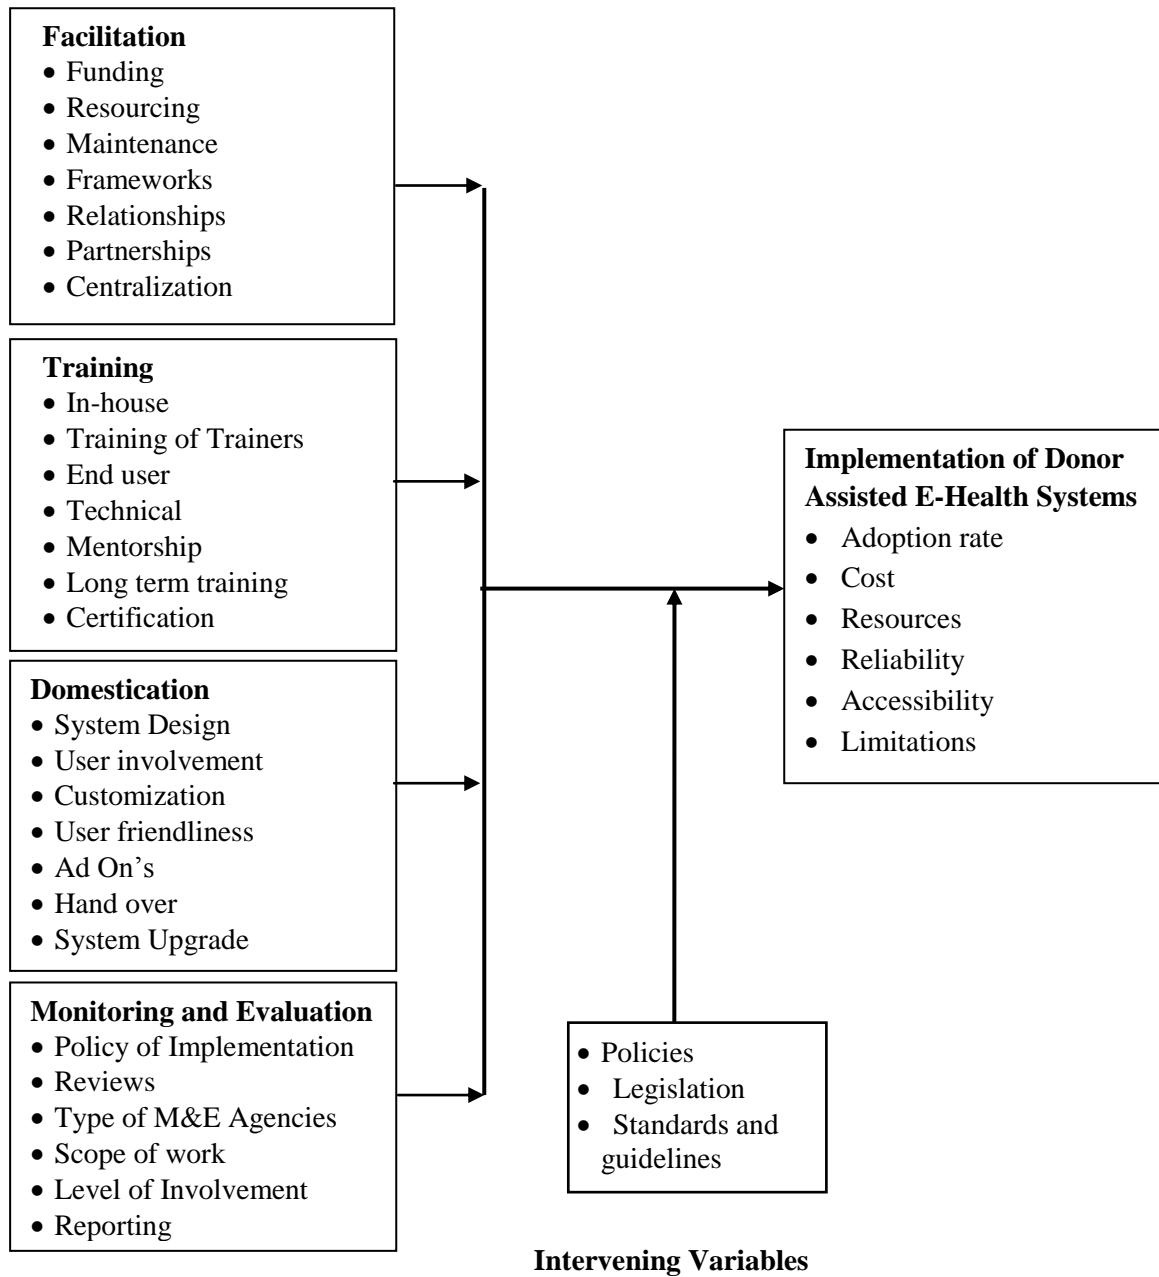 Facilitation
• Funding
• Resourcing
• Maintenance
• Frameworks
• Relationships
• Partnerships
• Centralization
Training
• In-house
• Training of Trainers
• End user
• Technical
• Mentorship
• Long term training
• Certification
Domestication
• System Design
• User involvement
• Customization
• User friendliness
• Ad On’s
• Hand over
• System Upgrade
Monitoring and Evaluation
• Policy of Implementation
• Reviews
• Type of M&E Agencies
• Scope of work
• Level of Involvement
• Reporting
Implementation of Donor
Assisted E-Health Systems
• Adoption rate
• Cost
• Resources
• Reliability
• Accessibility
• Limitations
• Policies
• Legislation
• Standards and
guidelines
Intervening Variables